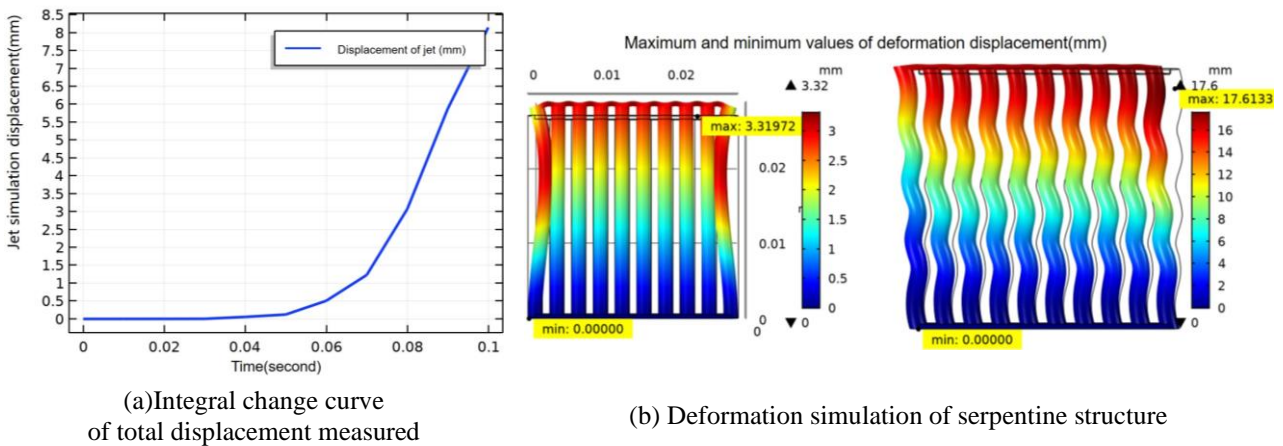 Jet simulation displacement(mm)
8.5
8
7.5
7
6.5
6
5.5
5
4.5
4
3.5
3
2.5
2
1.5
1
0.5
0
Displacement of jet (mm)
0 0.02 0.04 0.06 0.08 0.1
Time(second)
(a)Integral change curve
of total displacement measured
Maximum and minimum values of deformation displacement(mm)
0 0.01 0.02
mm
▲ 3.32
max: 3.31972
0.02
0.01
0
0
3
2.5
2
1.5
1
0.5
0
▼ 0
min: 0.00000
mm
▲ 17.6
max: 17.6133
16
14
12
10
8
6
4
2
0
▼ 0
min: 0.00000
(b) Deformation simulation of serpentine structure